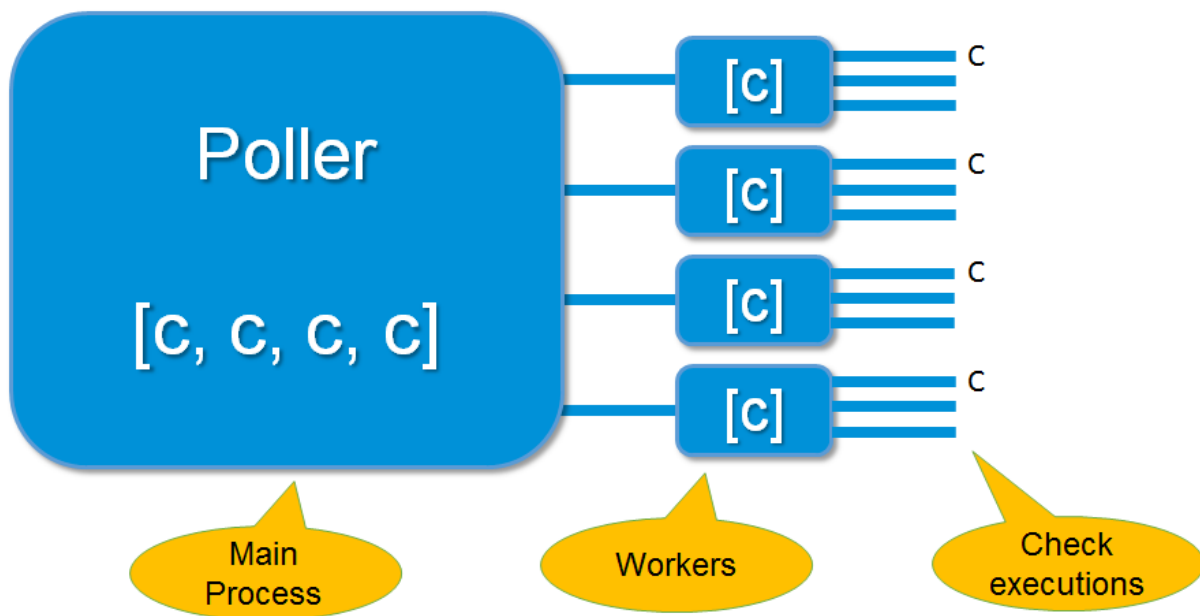 Poller
[c, c, c, c]
[c]
C
[c]
C
[c]
C
[c]
C
Main
Process
Workers
Check
executions